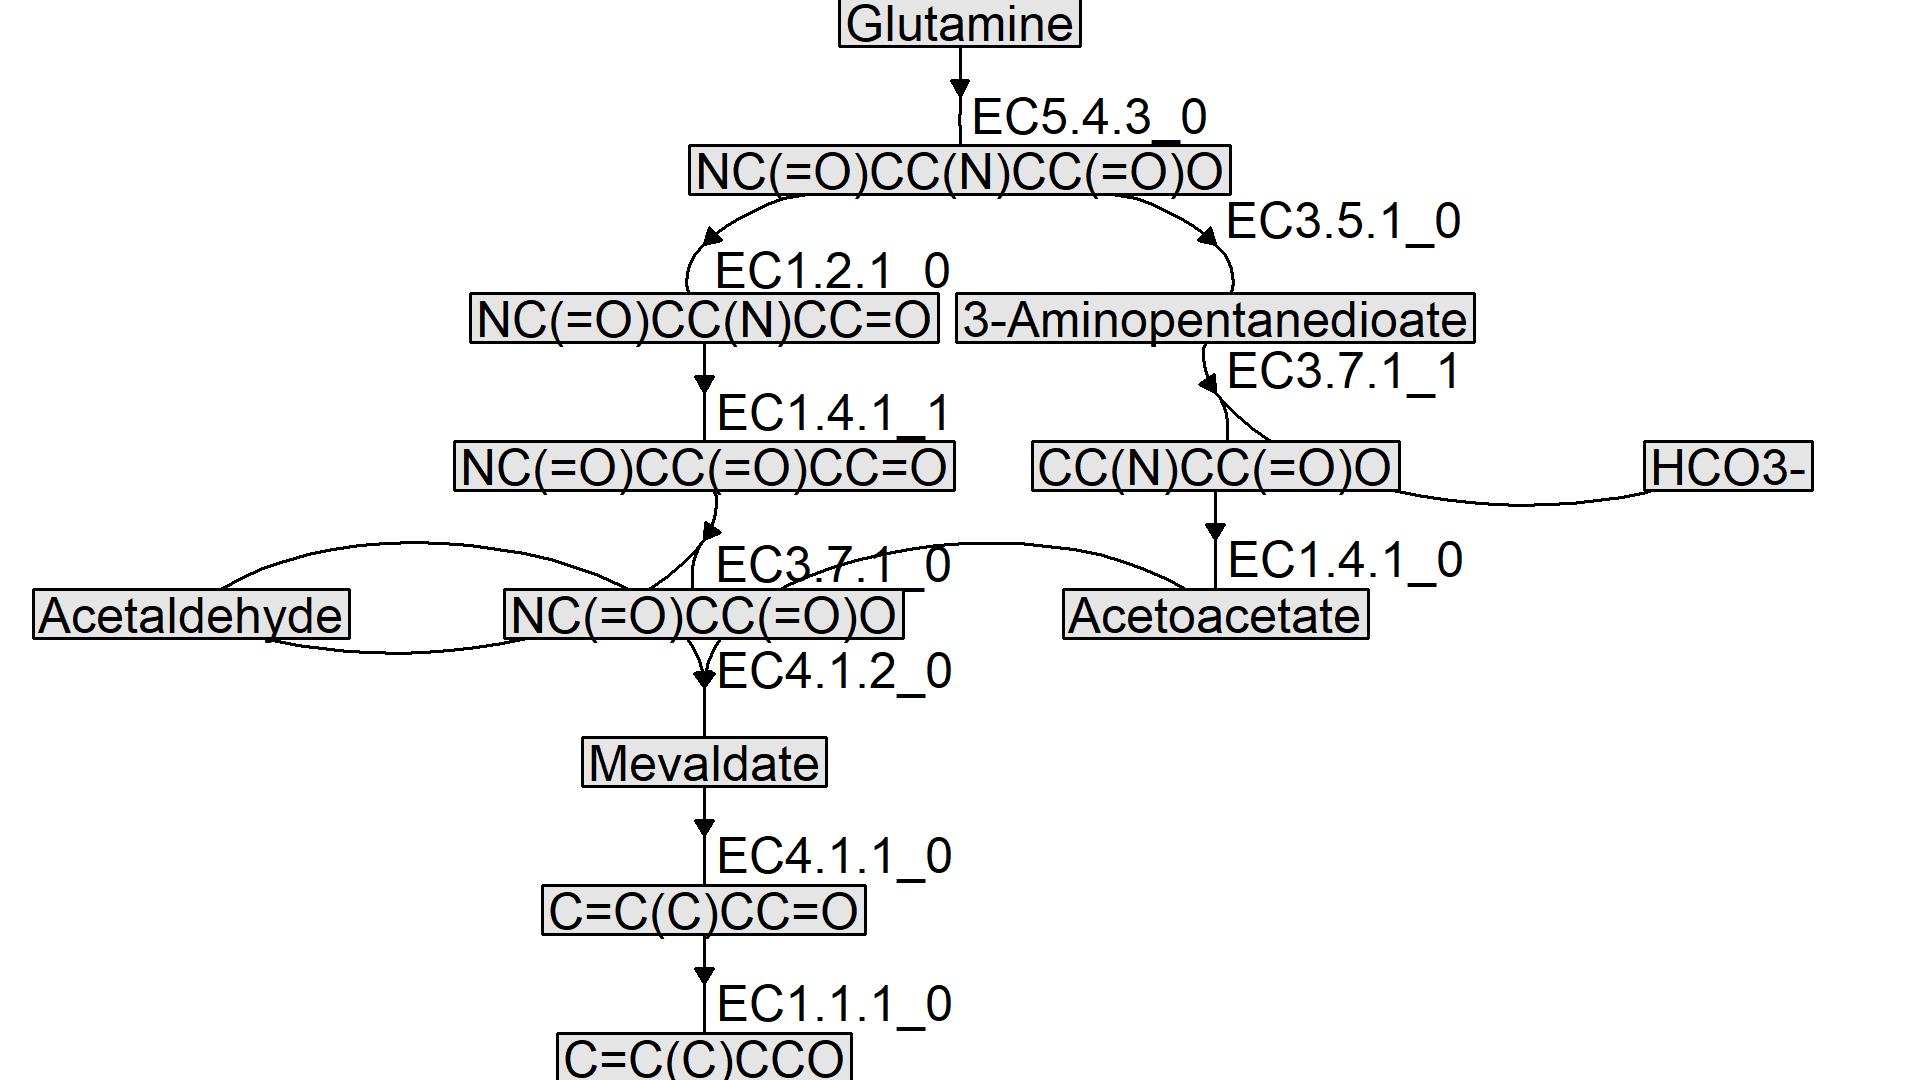 Glutamine
EC5.4.3_0
NC(=O)CC(N)CC(=O)O
EC3.5.1_0
EC1.2.1_0
NC(=O)CC(N)CC=O
3-Aminopentanedioate
EC3.7.1_1
EC1.4.1_1
NC(=O)CC(=O)CC=O
CC(N)CC(=O)O
HCO3-
EC3.7.1_0
EC1.4.1_0
Acetaldehyde
NC(=O)CC(=O)O
Acetoacetate
EC4.1.2_0
Mevaldate
EC4.1.1_0
C=C(C)CC=O
EC1.1.1_0
C=C(C)CCO